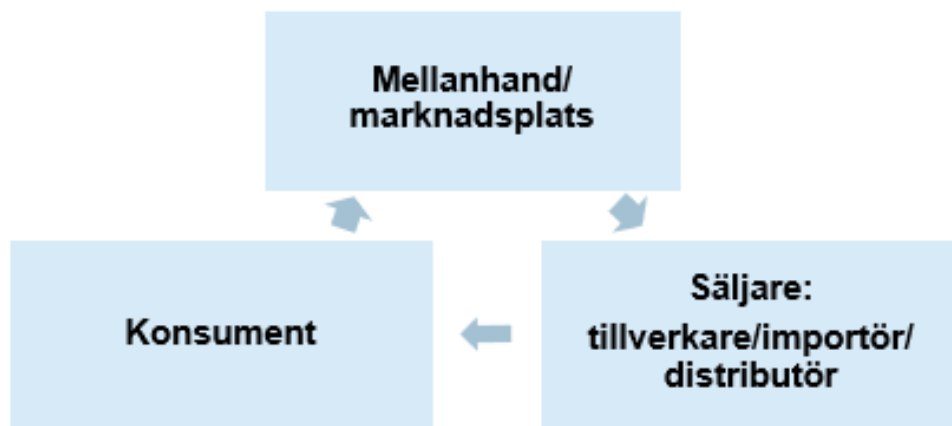 Mellanhand/
marknadsplats
Konsument
Säljare:
tillverkare/importör/
distributör